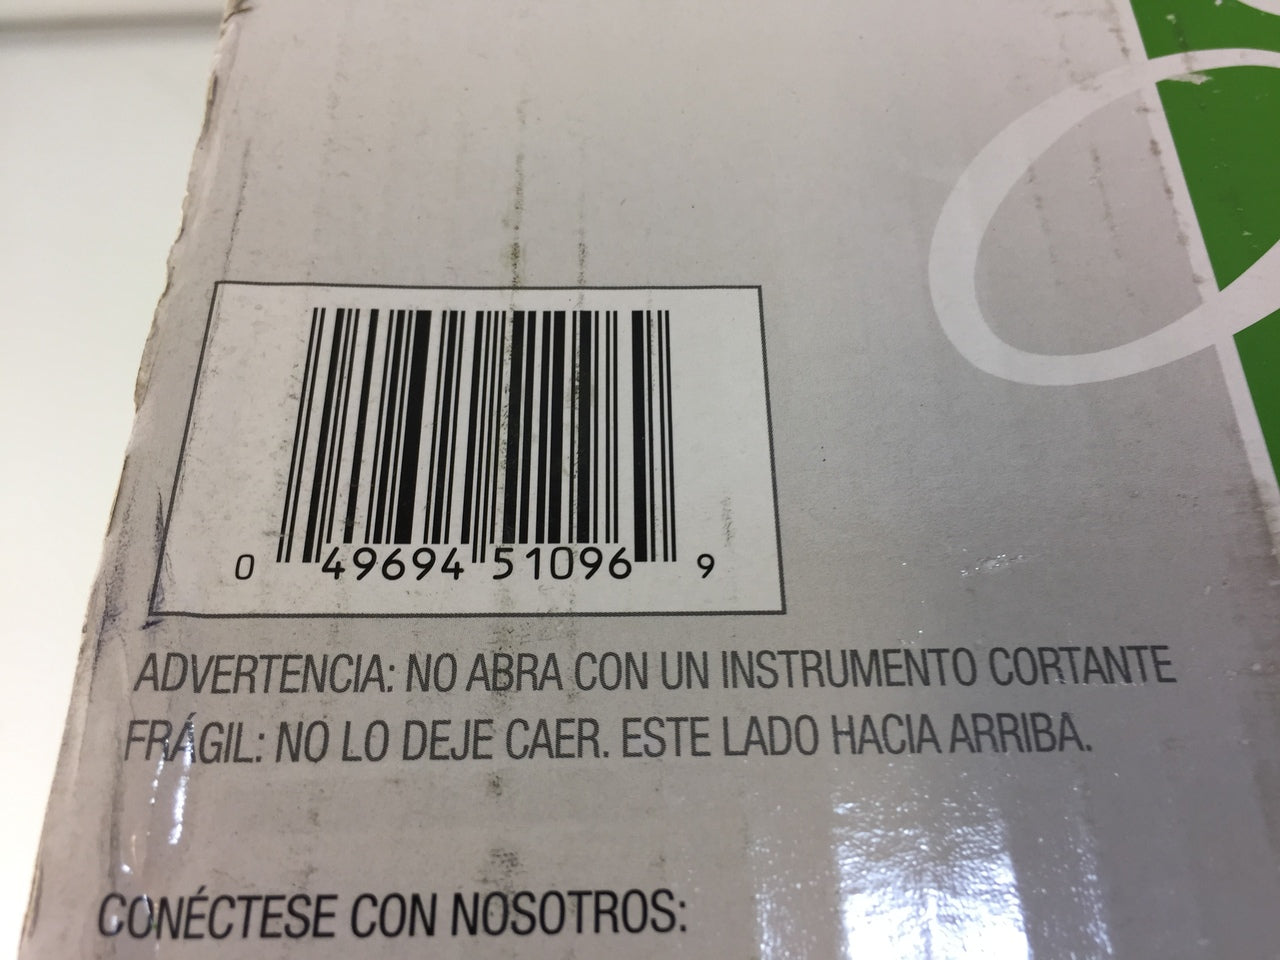 0 49694 51096 9
ADVERTENCIA: NO ABRA CON UN INSTRUMENTO CORTANTE
FRÁGIL: NO LO DEJE CAER. ESTE LADO HACIA ARRIBA.
CONÉCTESE CON NOSOTROS: